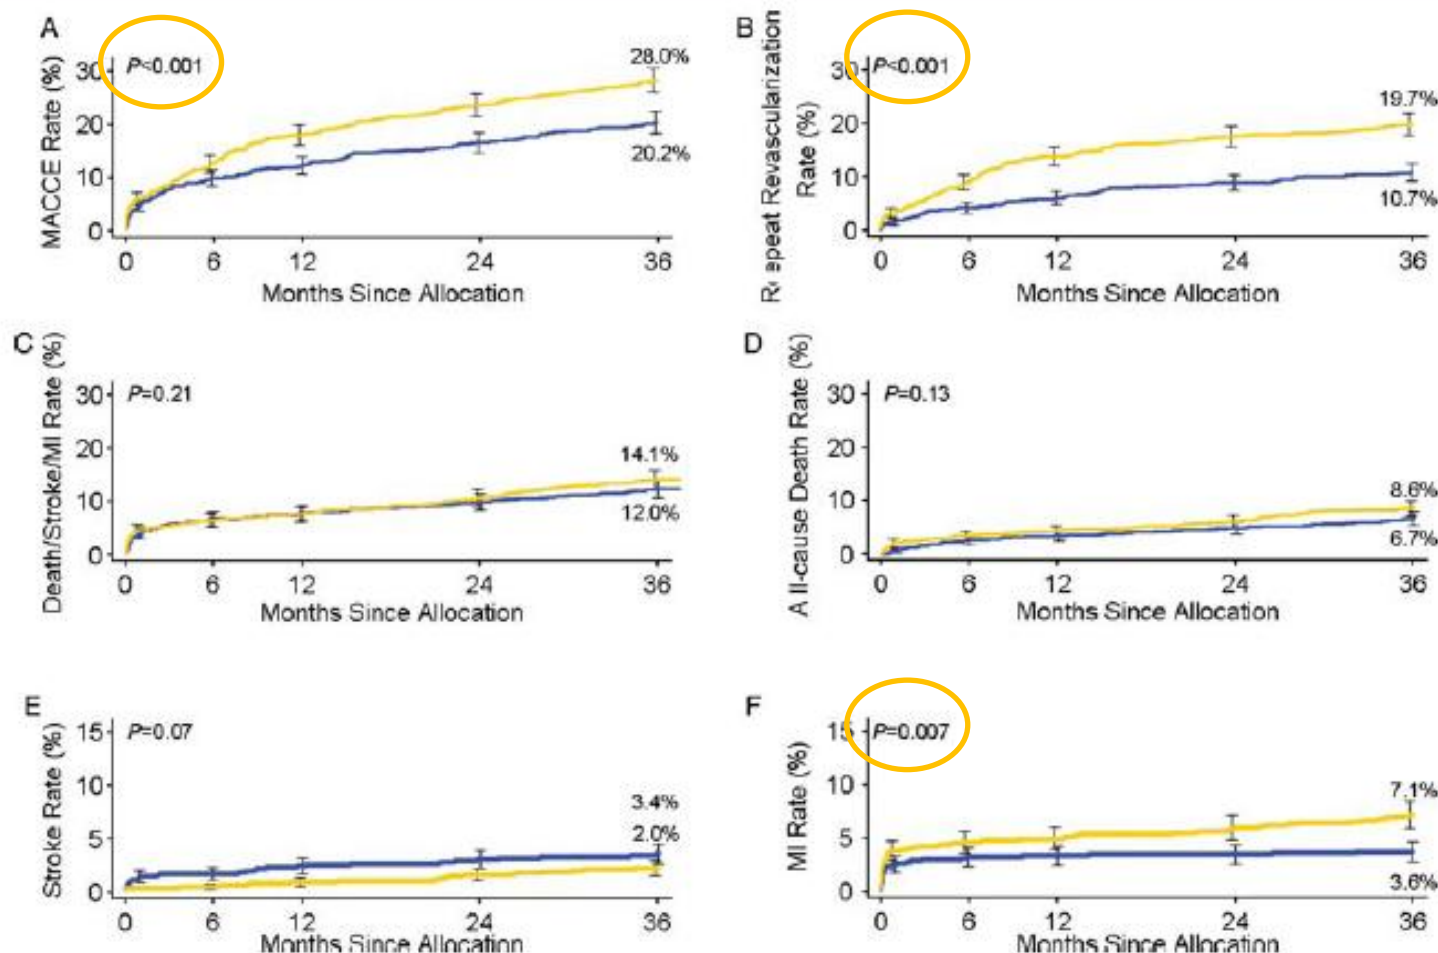 A
MACCE Rate (%)
P<0.001
30
20
10
0
28.0%
20.2%
0 6 12 24 36
Months Since Allocation
B
Repeat Revascularization
Rate (%)
P<0.001
30
20
10
0
19.7%
10.7%
0 6 12 24 36
Months Since Allocation
C
Death/Stroke/MI Rate (%)
P=0.21
30
20
10
0
14.1%
12.0%
0 6 12 24 36
Months Since Allocation
D
All-cause Death Rate (%)
P=0.13
30
20
10
0
8.6%
6.7%
0 6 12 24 36
Months Since Allocation
E
Stroke Rate (%)
P=0.07
15
10
5
0
3.4%
2.0%
0 6 12 24 36
Months Since Allocation
F
MI Rate (%)
P=0.007
15
10
5
0
7.1%
3.6%
0 6 12 24 36
Months Since Allocation